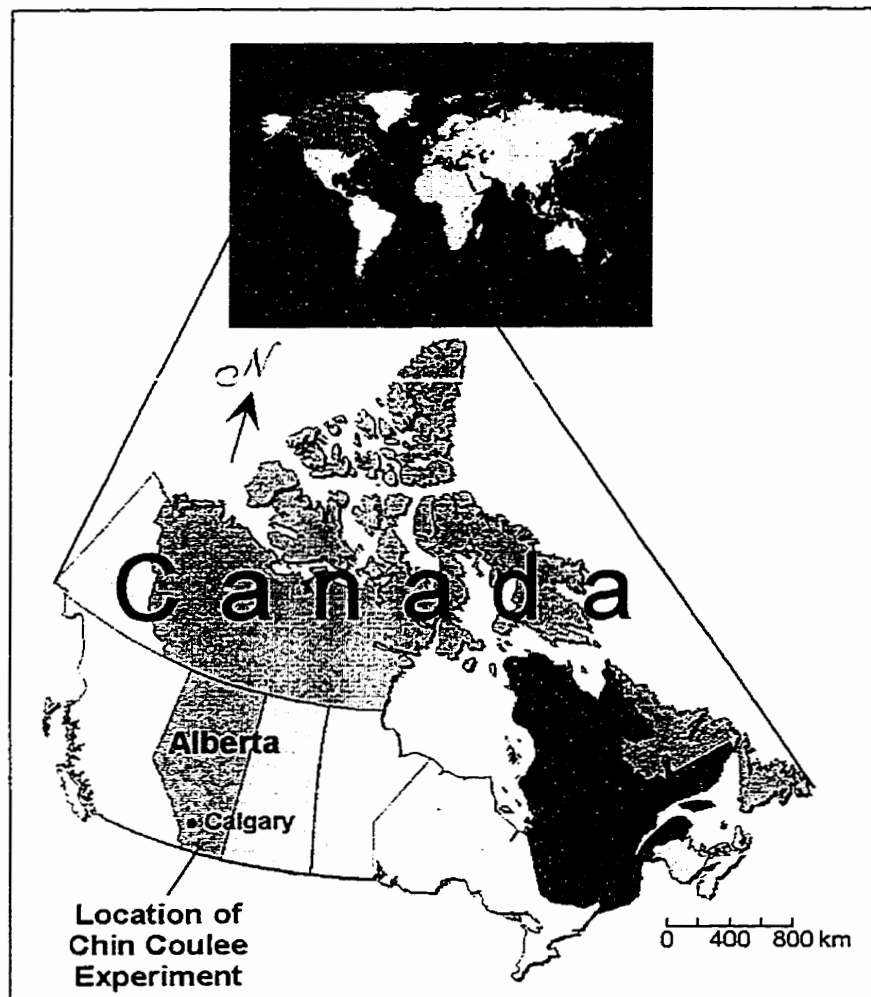 N
Canada
Alberta
Calgary
Location of
Chin Coulee
Experiment
0 400 800 km